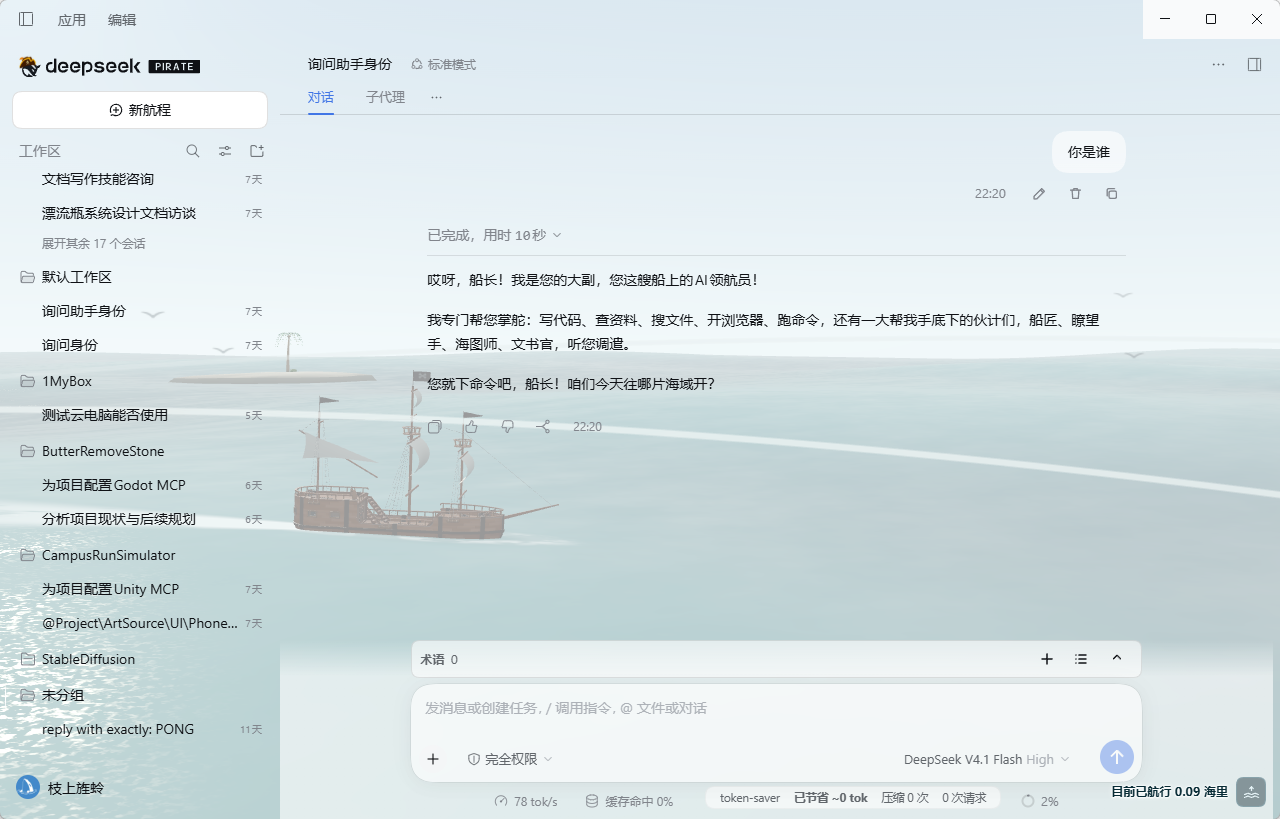 应用 编辑
deepseek PIRATE
新航程
工作区
文档写作技能咨询 7天
漂流瓶系统设计文档访谈 7天
展开其余 17 个会话
默认工作区
询问助手身份 7天
询问身份 7天
1MyBox
测试云电脑能否使用 5天
ButterRemoveStone
为项目配置Godot MCP 6天
分析项目现状与后续规划 6天
CampusRunSimulator
为项目配置Unity MCP 7天
@Project\ArtSource\UI\Phone... 7天
StableDiffusion
未分组
reply with exactly: PONG 11天
枝上旌蛉
询问助手身份 标准模式
对话 子代理 ···
你是谁
22:20
已完成，用时 10秒
哎呀，船长！我是您的大副，您这艘船上的AI领航员！
我专门帮您掌舵：写代码、查资料、搜文件、开浏览器、跑命令，还有一大帮我手底下的伙计们，船匠、瞭望
手、海图师、文书官，听您调遣。
您就下命令吧，船长！咱们今天往哪片海域开？
22:20
术语 0
发消息或创建任务, / 调用指令, @ 文件或对话
完全权限 DeepSeek V4.1 Flash High
78 tok/s 缓存命中 0% token-saver 已节省 ~0 tok 压缩 0 次 0 次请求 2%
目前已航行 0.09 海里